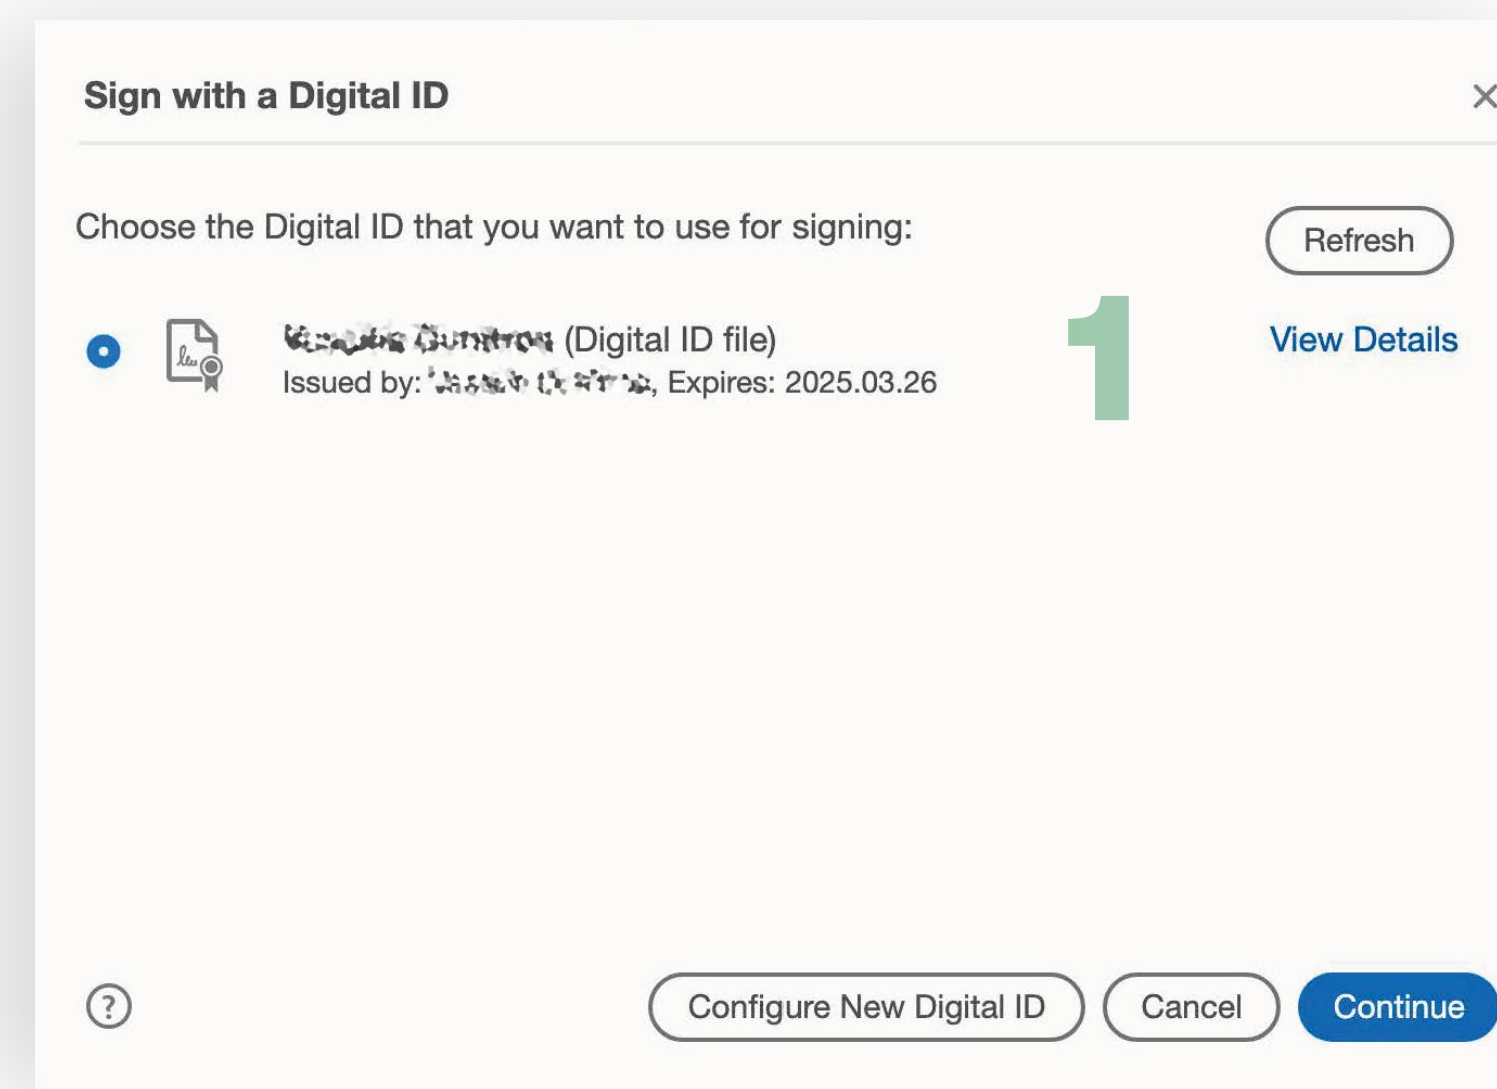 Sign with a Digital ID
Choose the Digital ID that you want to use for signing:
Refresh
(Digital ID file)
View Details
Issued by: , Expires: 2025.03.26
1
?
Configure New Digital ID
Cancel
Continue